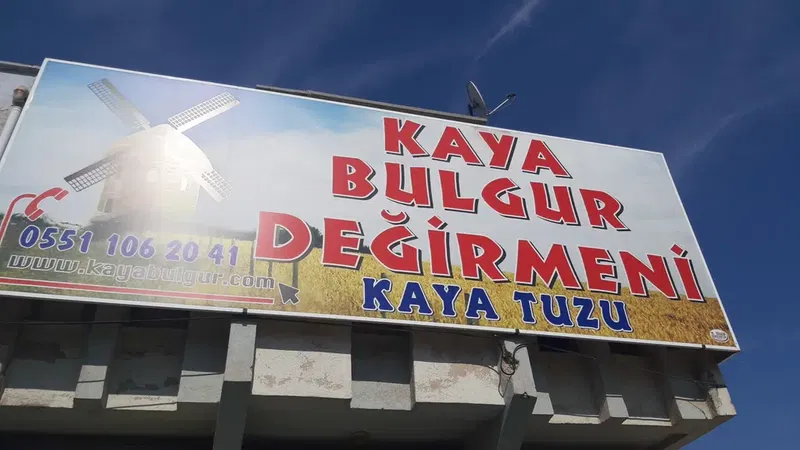 KAYA
BULGUR
DEĞİRMENİ
KAYA TUZU
0551 106 20 41
www.kayabulgur.com